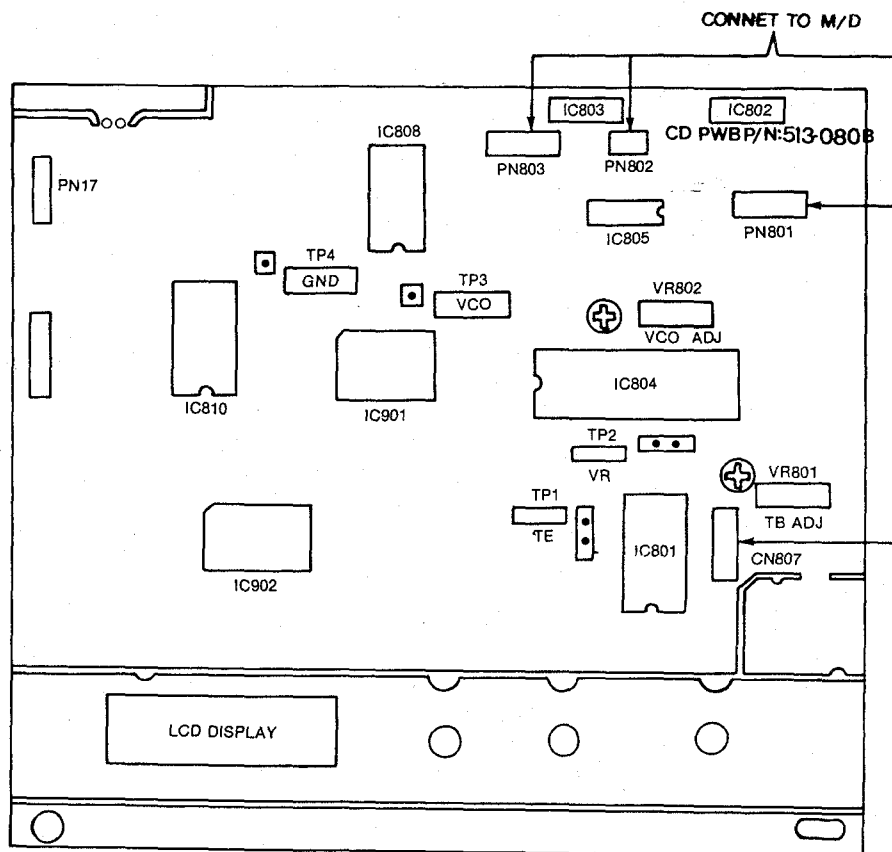 CONNET TO M/D
IC803
IC802
CD PWB P/N:513-080B
IC808
PN803
PN802
PN17
IC805
PN801
TP4
GND
TP3
VCO
VR802
VCO ADJ
IC810
IC901
IC804
TP2
VR
VR801
TB ADJ
TP1
TE
IC801
CN807
IC902
LCD DISPLAY